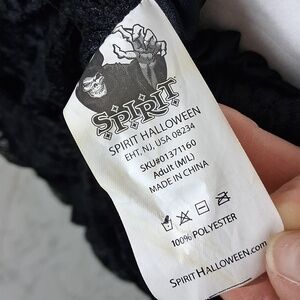 SPIRIT
SPIRIT HALLOWEEN
EHT, NJ, USA 08234
SKU#01371160
Adult (M/L)
MADE IN CHINA
100% POLYESTER
SPIRITHALLOWEEN.com